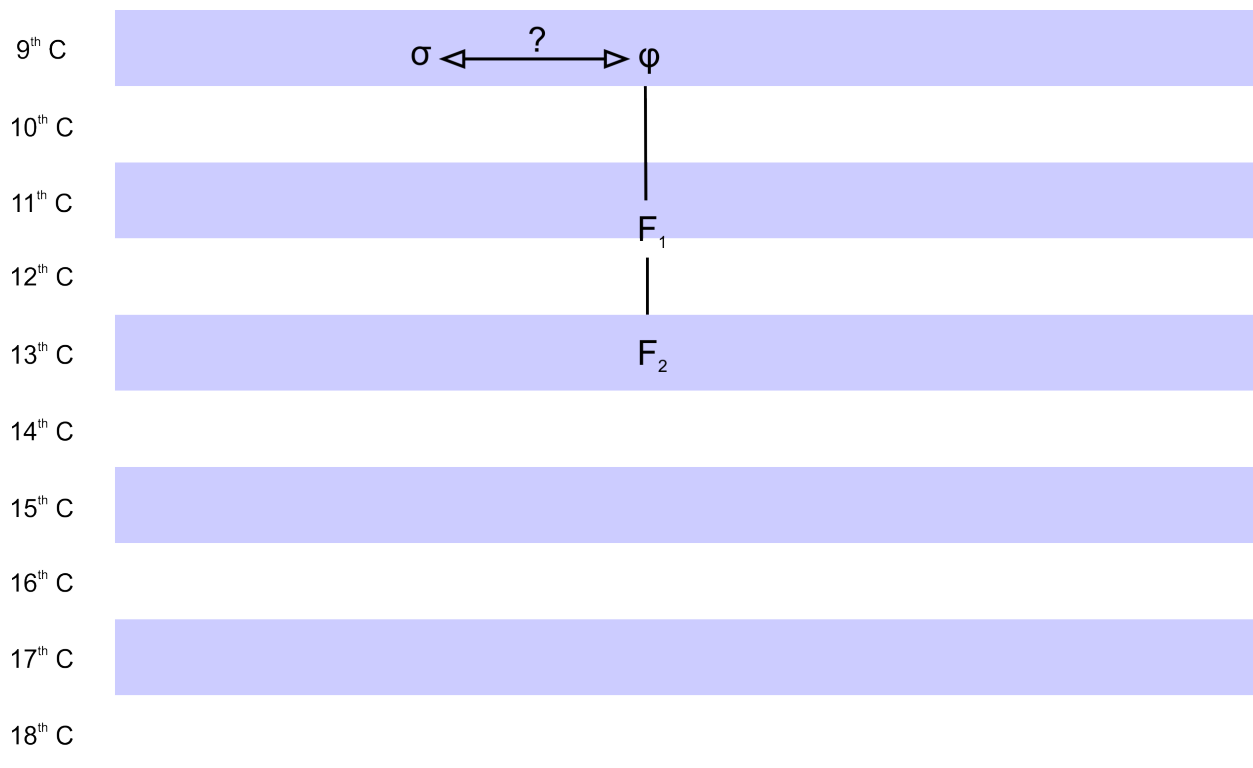 ?
9th C σ φ
10th C
11th C
F1
12th C
13th C F2
14th C
15th C
16th C
17th C
18th C